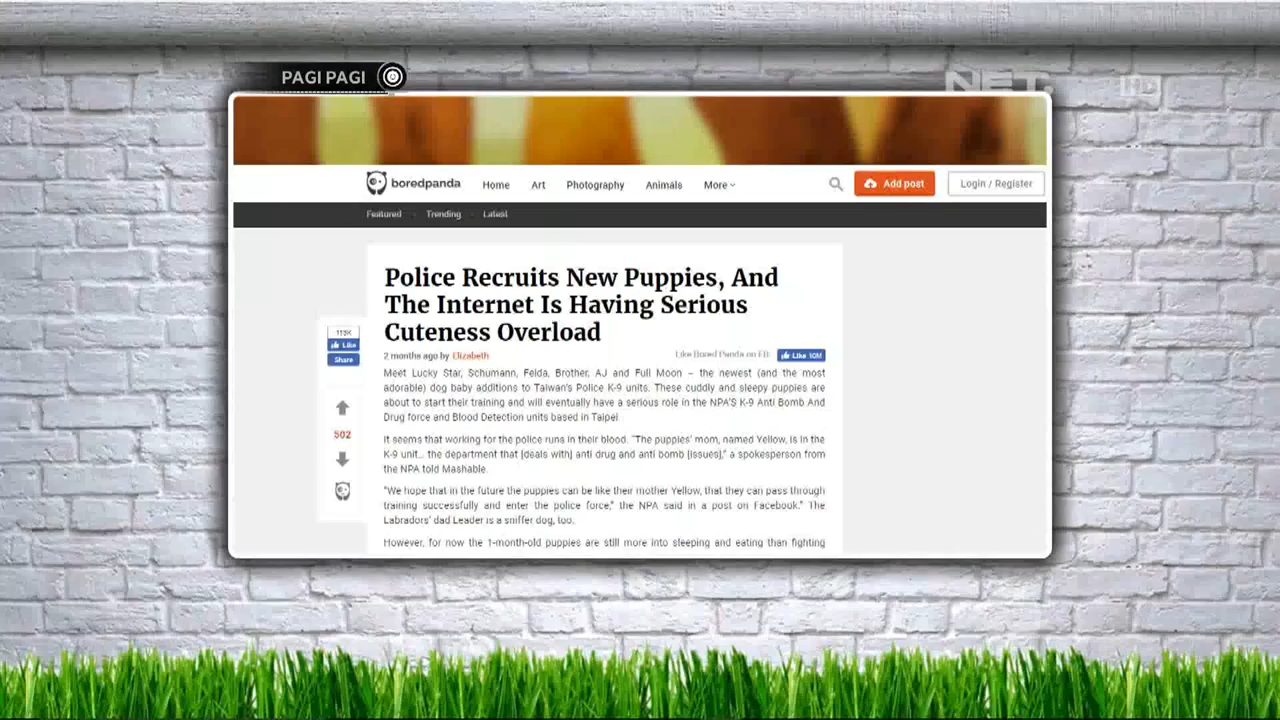 PAGI PAGI
NET.
HD
boredpanda
Home Art Photography Animals More
Add post
Login / Register
Featured Trending Latest
Police Recruits New Puppies, And
The Internet Is Having Serious
Cuteness Overload
2 months ago by Elizabeth
Like Bored Panda on FB:
Like 10M
113K
Like
Share
502
Meet Lucky Star, Schumann, Felda, Brother, AJ and Full Moon – the newest (and the most
adorable) dog baby additions to Taiwan's Police K-9 units. These cuddly and sleepy puppies are
about to start their training and will eventually have a serious role in the NPA'S K-9 Anti Bomb And
Drug force and Blood Detection units based in Taipei
It seems that working for the police runs in their blood. "The puppies' mom, named Yellow, is in the
K-9 unit... the department that [deals with] anti drug and anti bomb [issues]," a spokesperson from
the NPA told Mashable.
"We hope that in the future the puppies can be like their mother Yellow, that they can pass through
training successfully and enter the police force," the NPA said in a post on Facebook." The
Labradors' dad Leader is a sniffer dog, too.
However, for now the 1-month-old puppies are still more into sleeping and eating than fighting